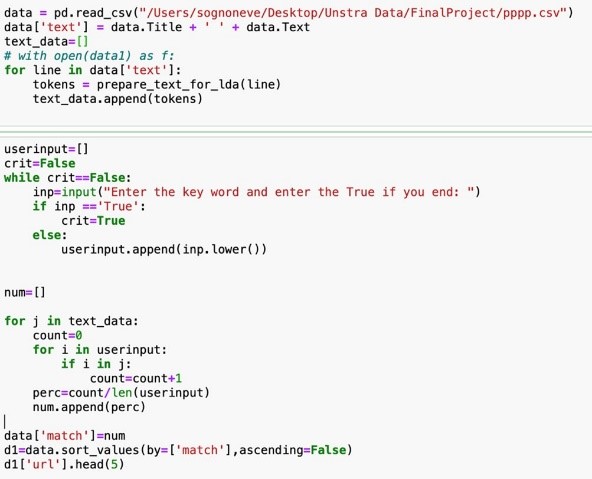 data = pd.read_csv("/Users/sognoneve/Desktop/Unstra Data/FinalProject/pppp.csv")
data['text'] = data.Title + ' ' + data.Text
text_data=[]
# with open(data1) as f:
for line in data['text']:
    tokens = prepare_text_for_lda(line)
    text_data.append(tokens)
userinput=[]
crit=False
while crit==False:
    inp=input("Enter the key word and enter the True if you end: ")
    if inp =='True':
        crit=True
    else:
        userinput.append(inp.lower())
num=[]
for j in text_data:
    count=0
    for i in userinput:
        if i in j:
            count=count+1
    perc=count/len(userinput)
    num.append(perc)
data['match']=num
d1=data.sort_values(by=['match'],ascending=False)
d1['url'].head(5)